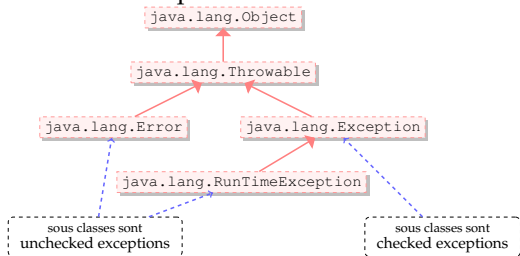 java.lang.Object
java.lang.Throwable
java.lang.Error
java.lang.Exception
java.lang.RunTimeException
sous classes sont
unchecked exceptions
sous classes sont
checked exceptions